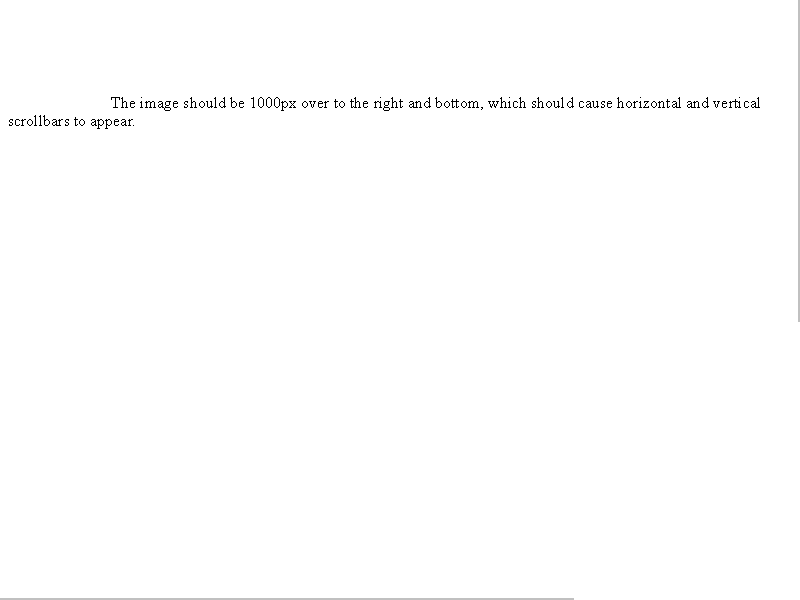 The image should be 1000px over to the right and bottom, which should cause horizontal and vertical
scrollbars to appear.